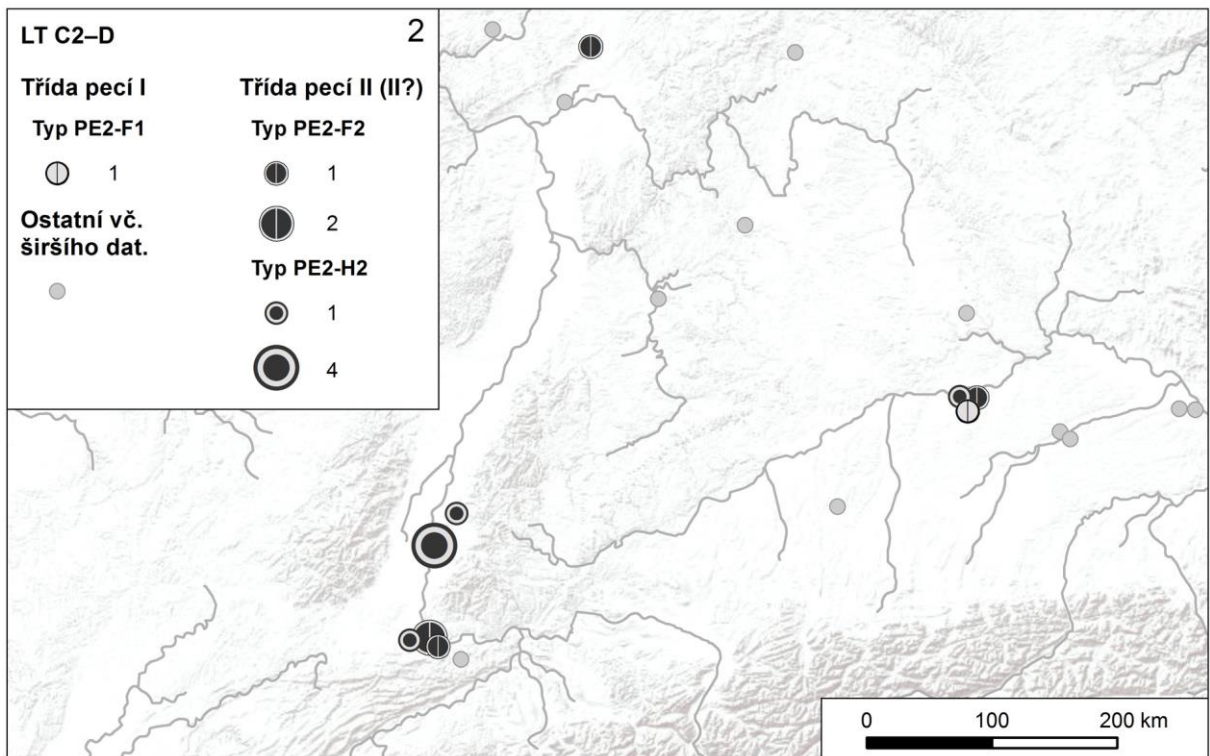 LT C2–D
2
Třída pecí I
Typ PE2-F1
1
Ostatní vč.
širšího dat.
Třída pecí II (II?)
Typ PE2-F2
1
2
Typ PE2-H2
1
4
0 100 200 km